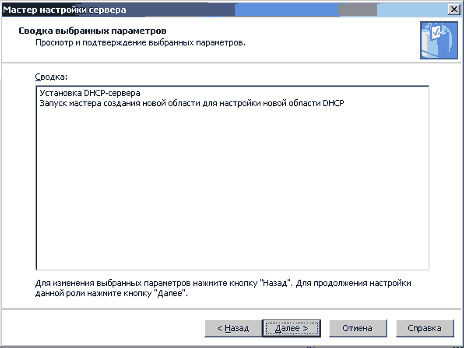 Мастер настройки сервера
Сводка выбранных параметров
Просмотр и подтверждение выбранных параметров.
Сводка:
Установка DHCP-сервера
Запуск мастера создания новой области для настройки новой области DHCP
Для изменения выбранных параметров нажмите кнопку "Назад". Для продолжения настройки
данной роли нажмите кнопку "Далее".
< Назад Далее > Отмена Справка